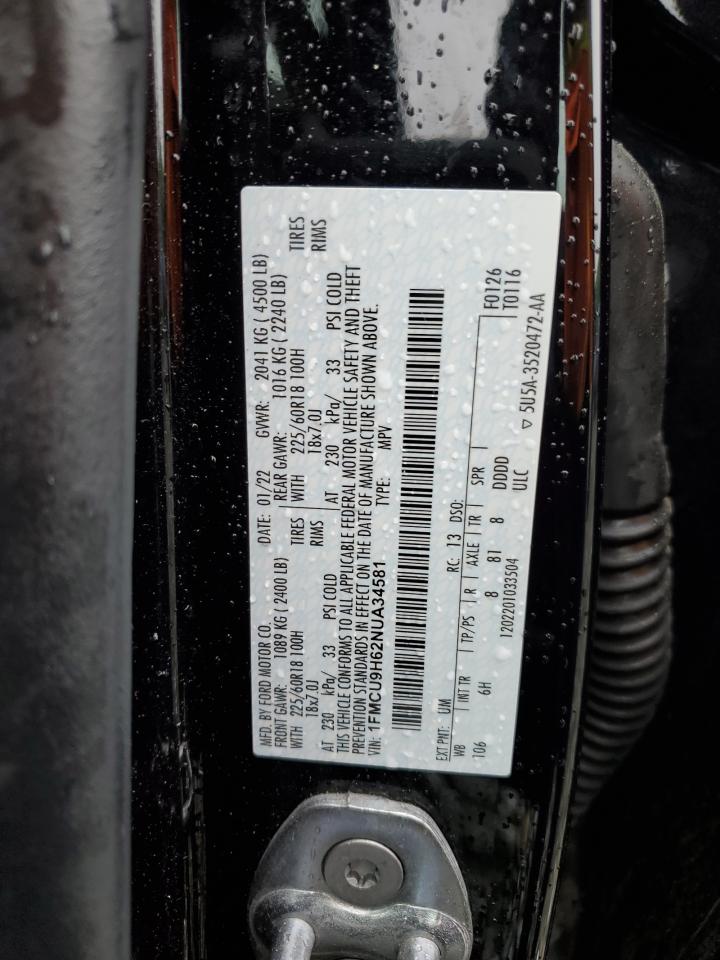 MFD. BY FORD MOTOR CO.
DATE: 01/22 GVWR: 2041 KG ( 4500 LB)
FRONT GAWR: 1089 KG ( 2400 LB) REAR GAWR: 1016 KG ( 2240 LB)
WITH 225/60R18 100H TIRES WITH 225/60R18 100H TIRES
18x7.0J RIMS 18x7.0J RIMS
AT 230 kPa/ 33 PSI COLD AT 230 kPa/ 33 PSI COLD
THIS VEHICLE CONFORMS TO ALL APPLICABLE FEDERAL MOTOR VEHICLE SAFETY AND THEFT
PREVENTION STANDARDS IN EFFECT ON THE DATE OF MANUFACTURE SHOWN ABOVE.
VIN: 1FMCU9H62NUA34581 TYPE: MPV
EXT PNT: UM RC: 13 DSO:
WB INT TR TP/PS R AXLE TR SPR F0126
106 6H 8 81 8 DDDD T0116
1202201033504 ULC
▽ 5U5A-3520472-AA